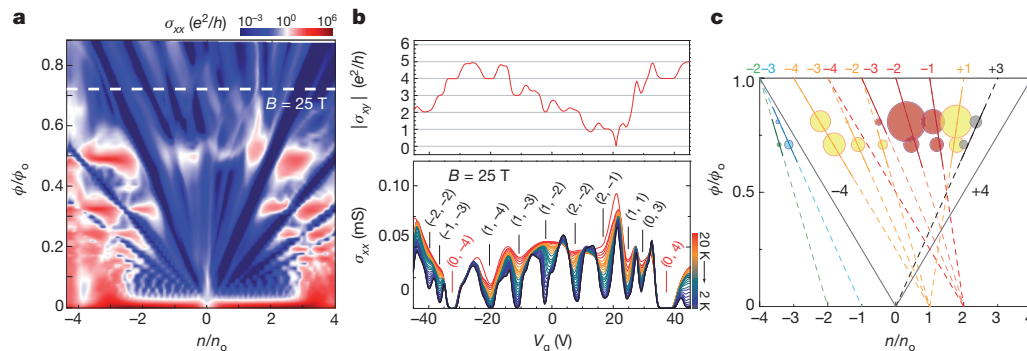 a
σxx (e²/h)
10⁻³ 10⁰ 10⁶
0.8
0.6
0.4
0.2
0
ϕ/ϕo
B = 25 T
−4 −2 0 2 4
n/no
b
6
5
4
3
2
1
0
|σxy| (e²/h)
B = 25 T
0.10
0.05
0
σxx (mS)
(−2, −2)
(−1, −3)
(0, −4)
(1, −4)
(1, −3)
(1, −2)
(2, −2)
(2, −1)
(1, 1)
(0, 3)
(0, 4)
20 K
2 K
−40 −20 0 20 40
Vg (V)
c
−2 −3 −4 −3 −4 −2 −3 −2 −1 +1 +3
1.0
0.5
0
ϕ/ϕo
−4
+4
−4 −3 −2 −1 0 1 2 3 4
n/no